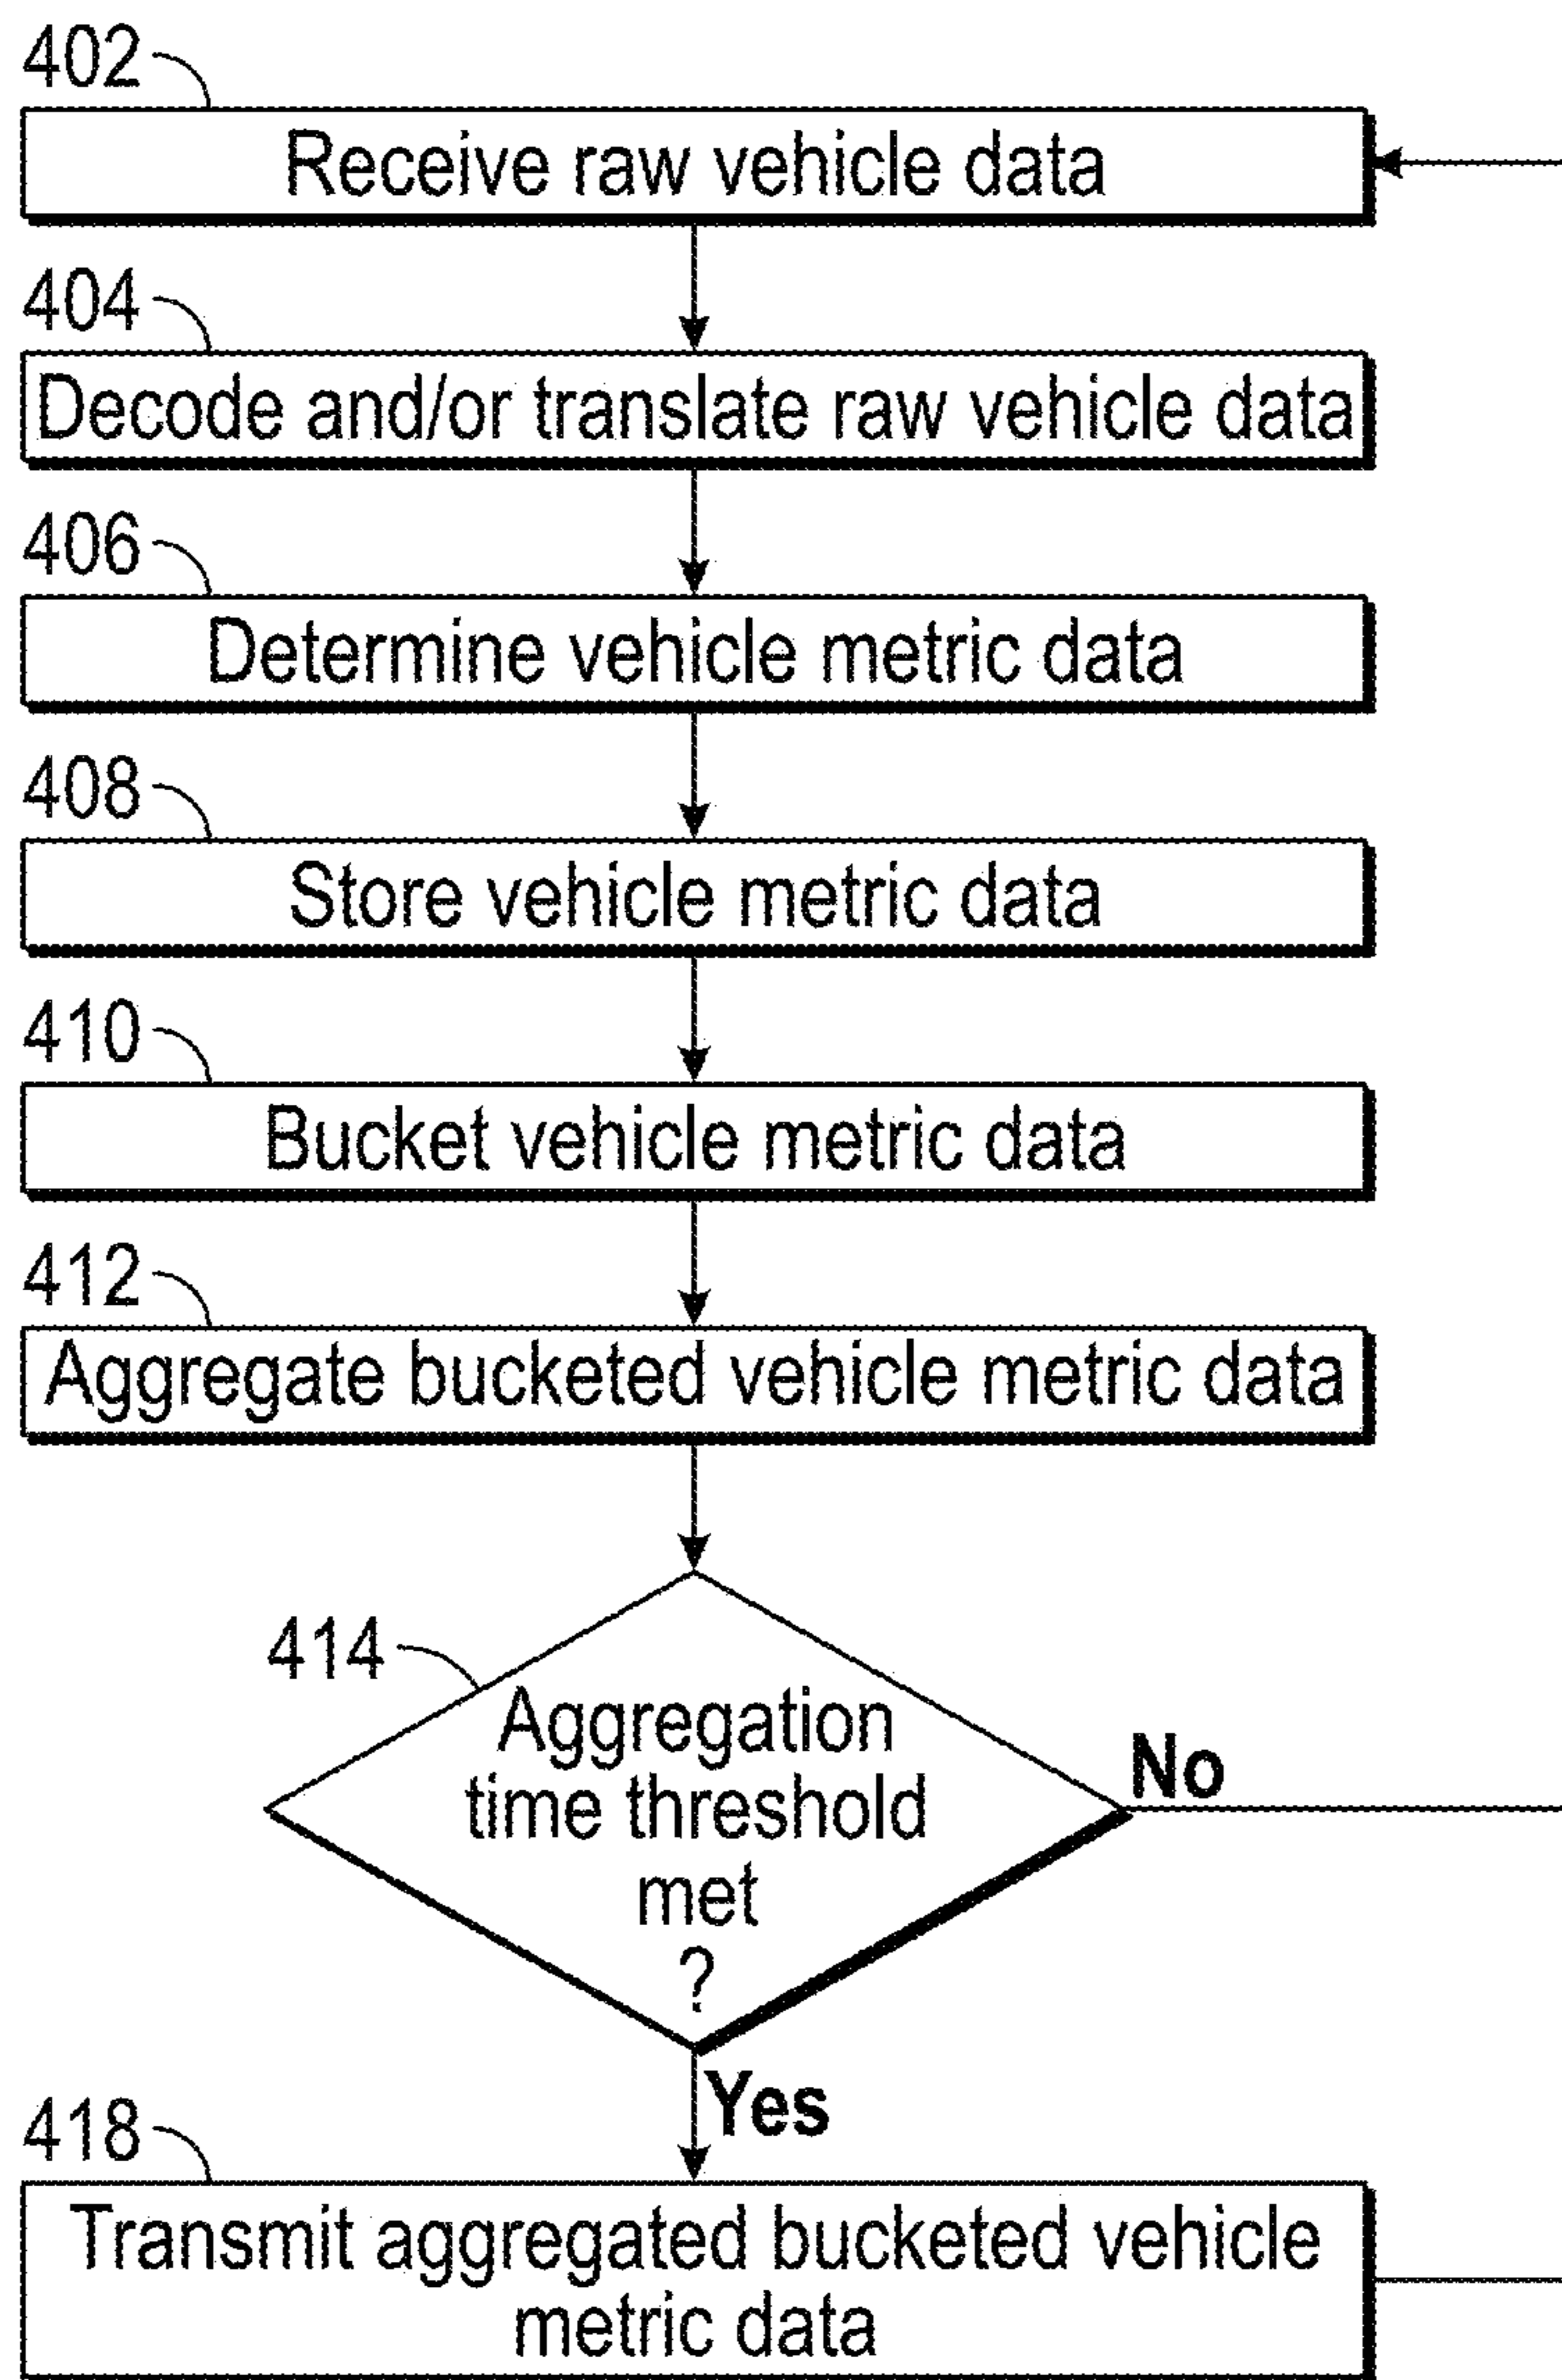 402
Receive raw vehicle data
404
Decode and/or translate raw vehicle data
406
Determine vehicle metric data
408
Store vehicle metric data
410
Bucket vehicle metric data
412
Aggregate bucketed vehicle metric data
414
Aggregation
time threshold
met
?
No
Yes
418
Transmit aggregated bucketed vehicle
metric data